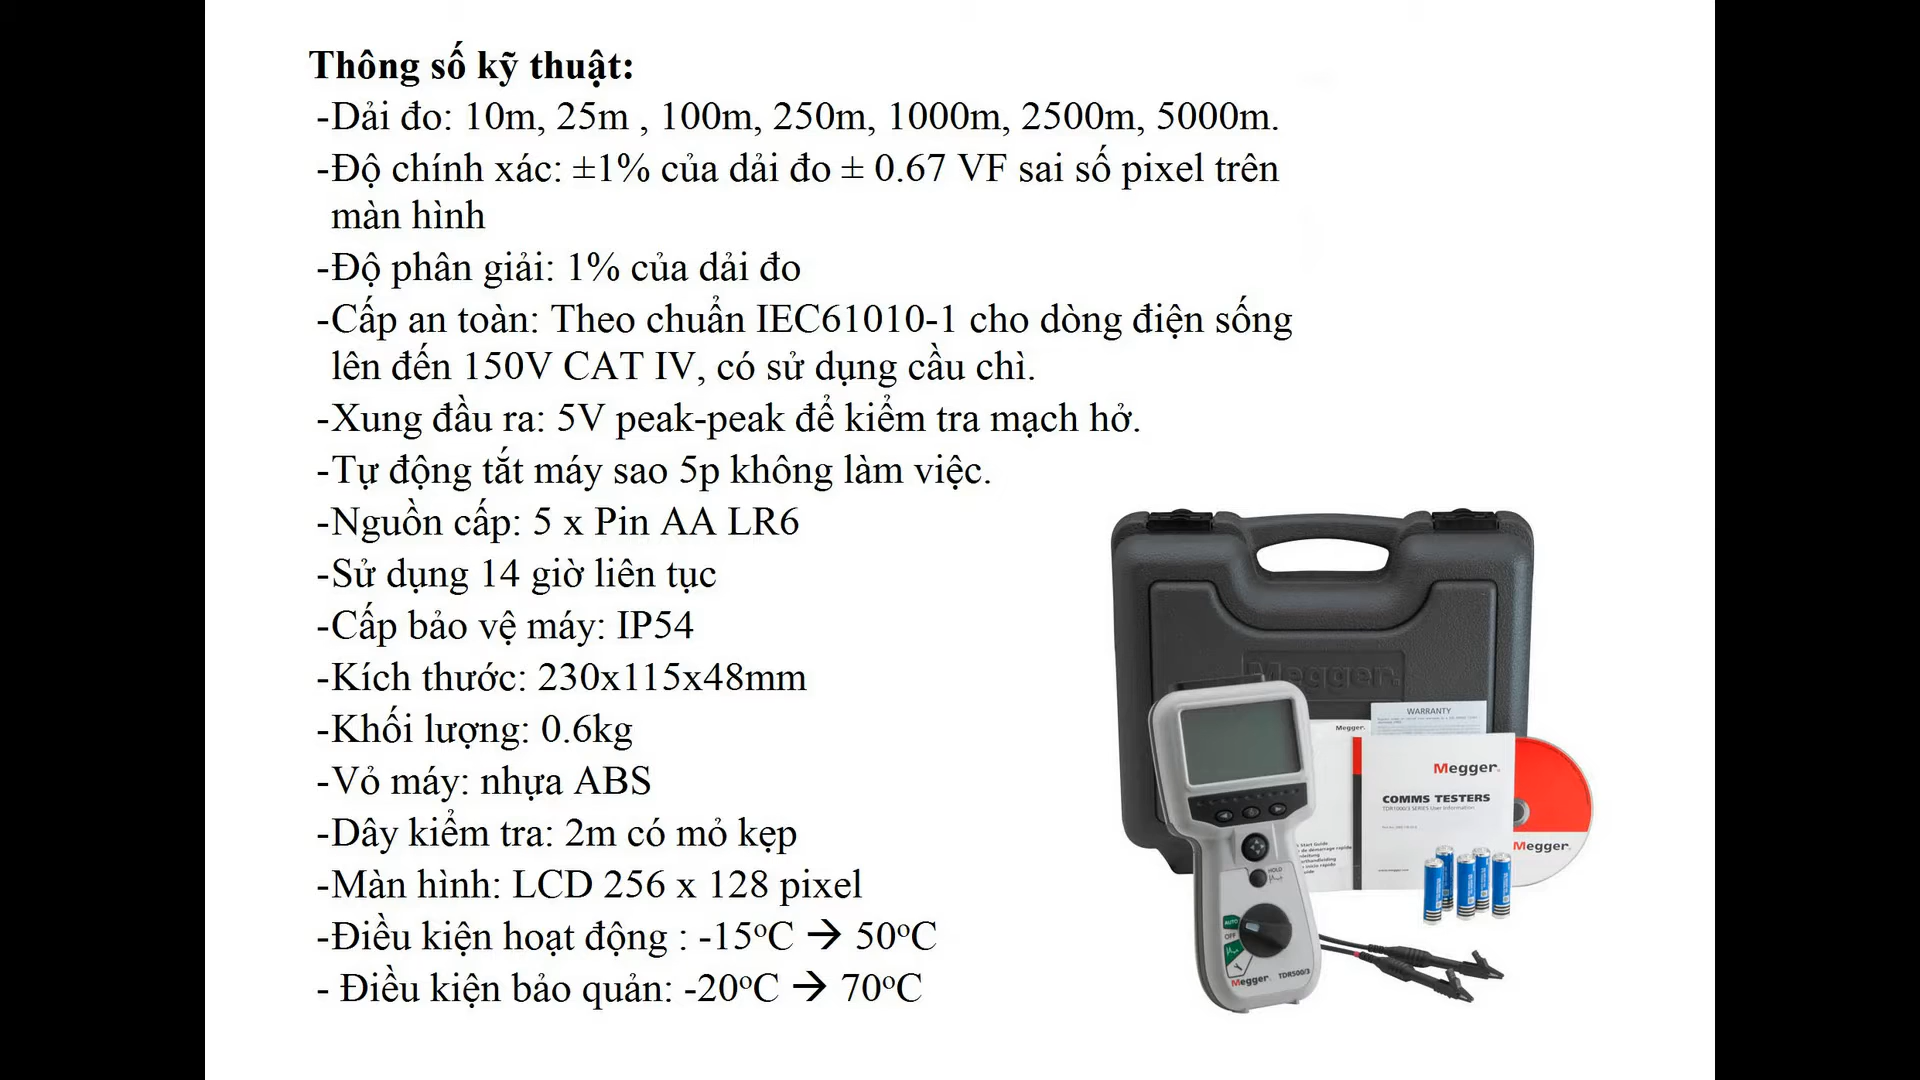 Thông số kỹ thuật:
-Dải đo: 10m, 25m , 100m, 250m, 1000m, 2500m, 5000m.
-Độ chính xác: ±1% của dải đo ± 0.67 VF sai số pixel trên
màn hình
-Độ phân giải: 1% của dải đo
-Cấp an toàn: Theo chuẩn IEC61010-1 cho dòng điện sống
lên đến 150V CAT IV, có sử dụng cầu chì.
-Xung đầu ra: 5V peak-peak để kiểm tra mạch hở.
-Tự động tắt máy sao 5p không làm việc.
-Nguồn cấp: 5 x Pin AA LR6
-Sử dụng 14 giờ liên tục
-Cấp bảo vệ máy: IP54
-Kích thước: 230x115x48mm
-Khối lượng: 0.6kg
-Vỏ máy: nhựa ABS
-Dây kiểm tra: 2m có mỏ kẹp
-Màn hình: LCD 256 x 128 pixel
-Điều kiện hoạt động : -15ºC → 50ºC
- Điều kiện bảo quản: -20ºC → 70ºC
Megger.
WARRANTY
Megger.
Megger.
COMMS TESTERS
TDR1000/3 SERIES User Information
Megger.
HOLD
AUTO
OFF
Megger. TDR500/3